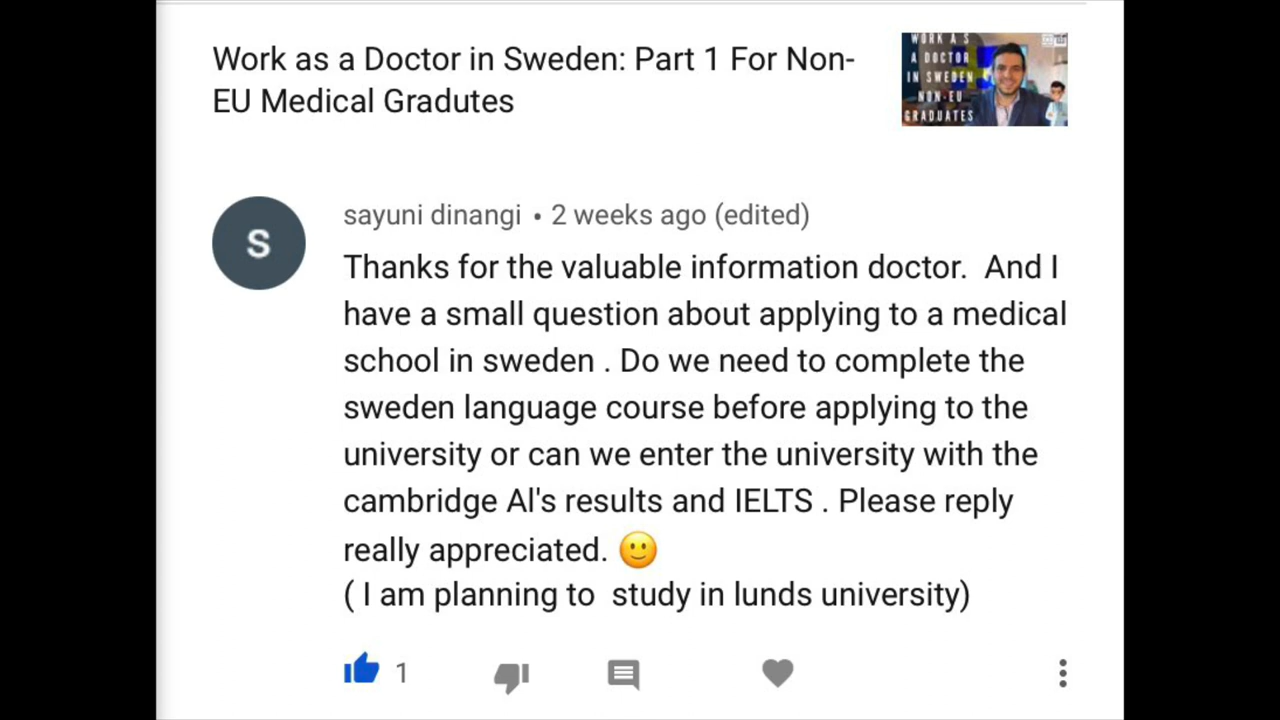 Work as a Doctor in Sweden: Part 1 For Non-
EU Medical Gradutes
WORK AS
A DOCTOR
IN SWEDEN
NON-EU
GRADUATES
S
sayuni dinangi • 2 weeks ago (edited)
Thanks for the valuable information doctor.  And I
have a small question about applying to a medical
school in sweden . Do we need to complete the
sweden language course before applying to the
university or can we enter the university with the
cambridge Al's results and IELTS . Please reply
really appreciated. 🙂
( I am planning to  study in lunds university)
1